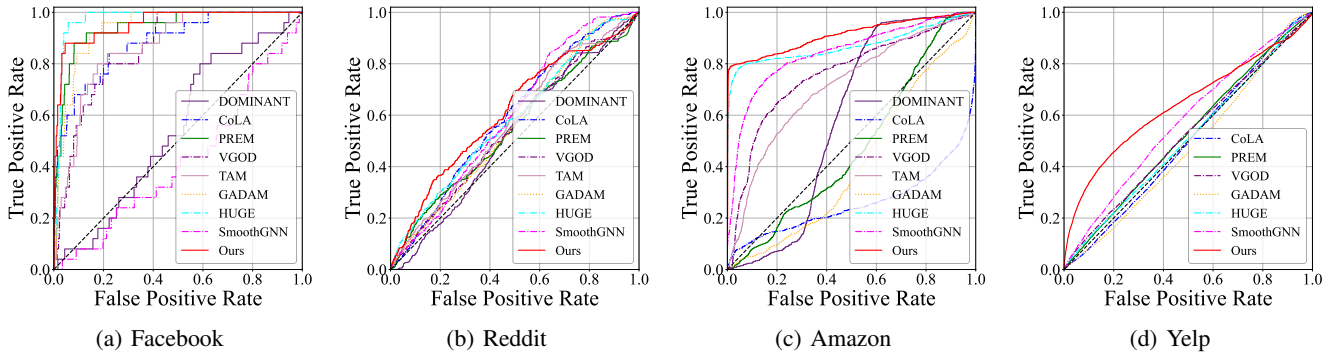 True Positive Rate
1.0
0.8
0.6
0.4
0.2
0.0
0.0 0.2 0.4 0.6 0.8 1.0
False Positive Rate
DOMINANT
CoLA
PREM
VGOD
TAM
GADAM
HUGE
SmoothGNN
Ours
(a) Facebook
True Positive Rate
1.0
0.8
0.6
0.4
0.2
0.0
0.0 0.2 0.4 0.6 0.8 1.0
False Positive Rate
DOMINANT
CoLA
PREM
VGOD
TAM
GADAM
HUGE
SmoothGNN
Ours
(b) Reddit
True Positive Rate
1.0
0.8
0.6
0.4
0.2
0.0
0.0 0.2 0.4 0.6 0.8 1.0
False Positive Rate
DOMINANT
CoLA
PREM
VGOD
TAM
GADAM
HUGE
SmoothGNN
Ours
(c) Amazon
True Positive Rate
1.0
0.8
0.6
0.4
0.2
0.0
0.0 0.2 0.4 0.6 0.8 1.0
False Positive Rate
CoLA
PREM
VGOD
GADAM
HUGE
SmoothGNN
Ours
(d) Yelp